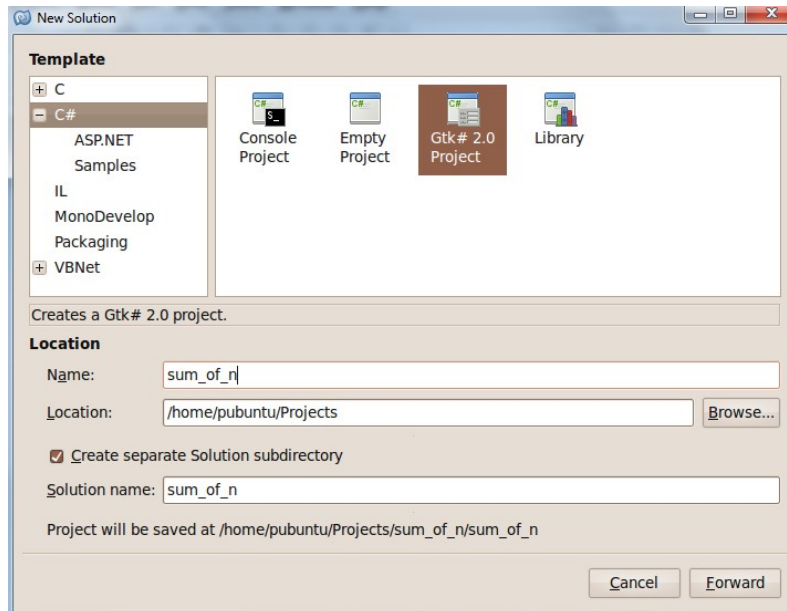 New Solution
Template
C
C#
ASP.NET
Samples
IL
MonoDevelop
Packaging
VBNet
Console
Project
Empty
Project
Gtk# 2.0
Project
Library
Creates a Gtk# 2.0 project.
Location
Name: sum_of_n
Location: /home/pubuntu/Projects Browse...
Create separate Solution subdirectory
Solution name: sum_of_n
Project will be saved at /home/pubuntu/Projects/sum_of_n/sum_of_n
Cancel Forward